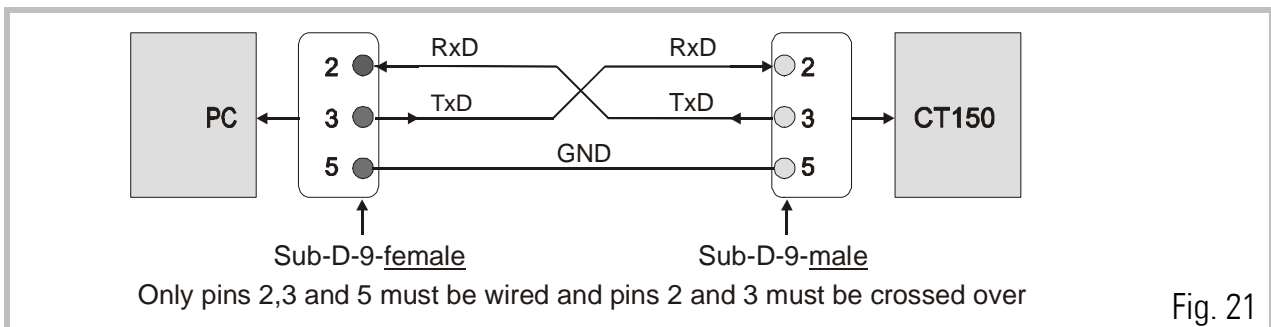 RxD RxD
2 2
PC TxD TxD CT150
3 3
GND
5 5
Sub-D-9-female Sub-D-9-male
Only pins 2,3 and 5 must be wired and pins 2 and 3 must be crossed over
Fig. 21